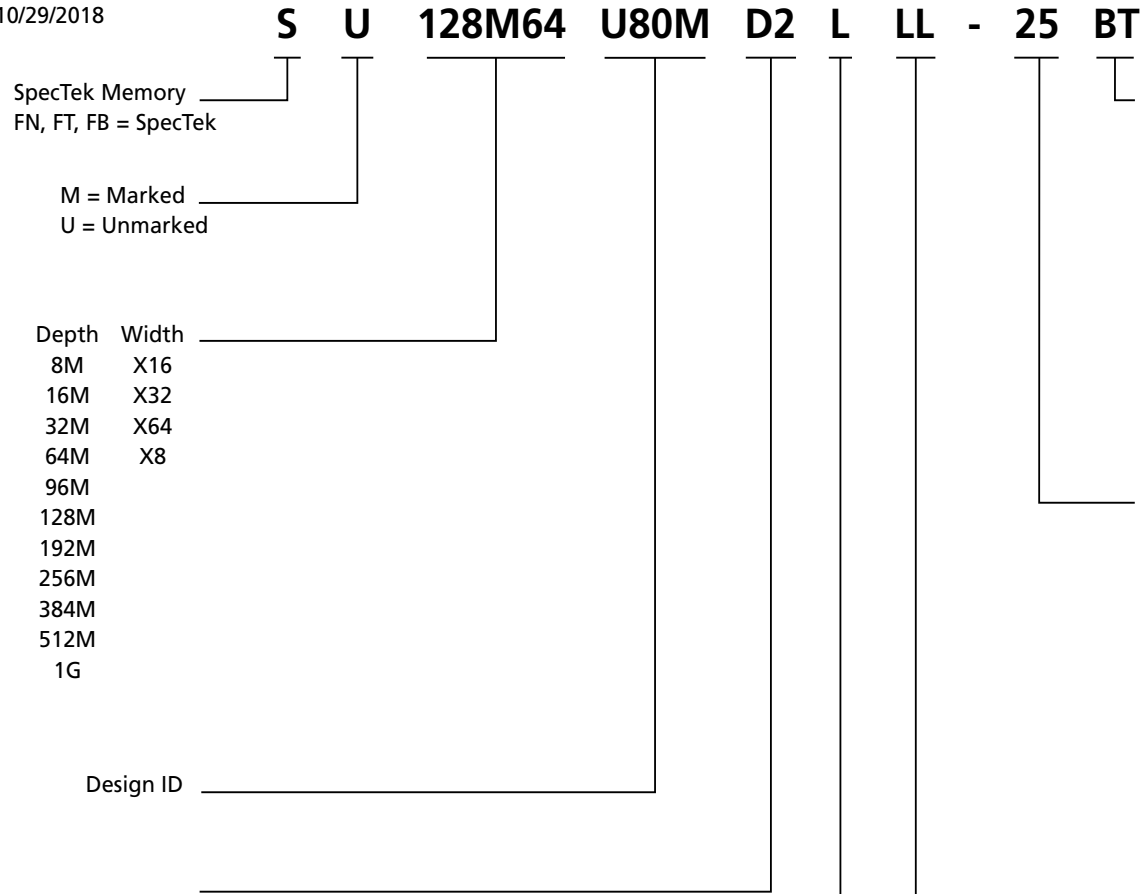 10/29/2018
S U 128M64 U80M D2 L LL - 25 BT
SpecTek Memory
FN, FT, FB = SpecTek
M = Marked
U = Unmarked
Depth Width
8M X16
16M X32
32M X64
64M X8
96M
128M
192M
256M
384M
512M
1G
Design ID